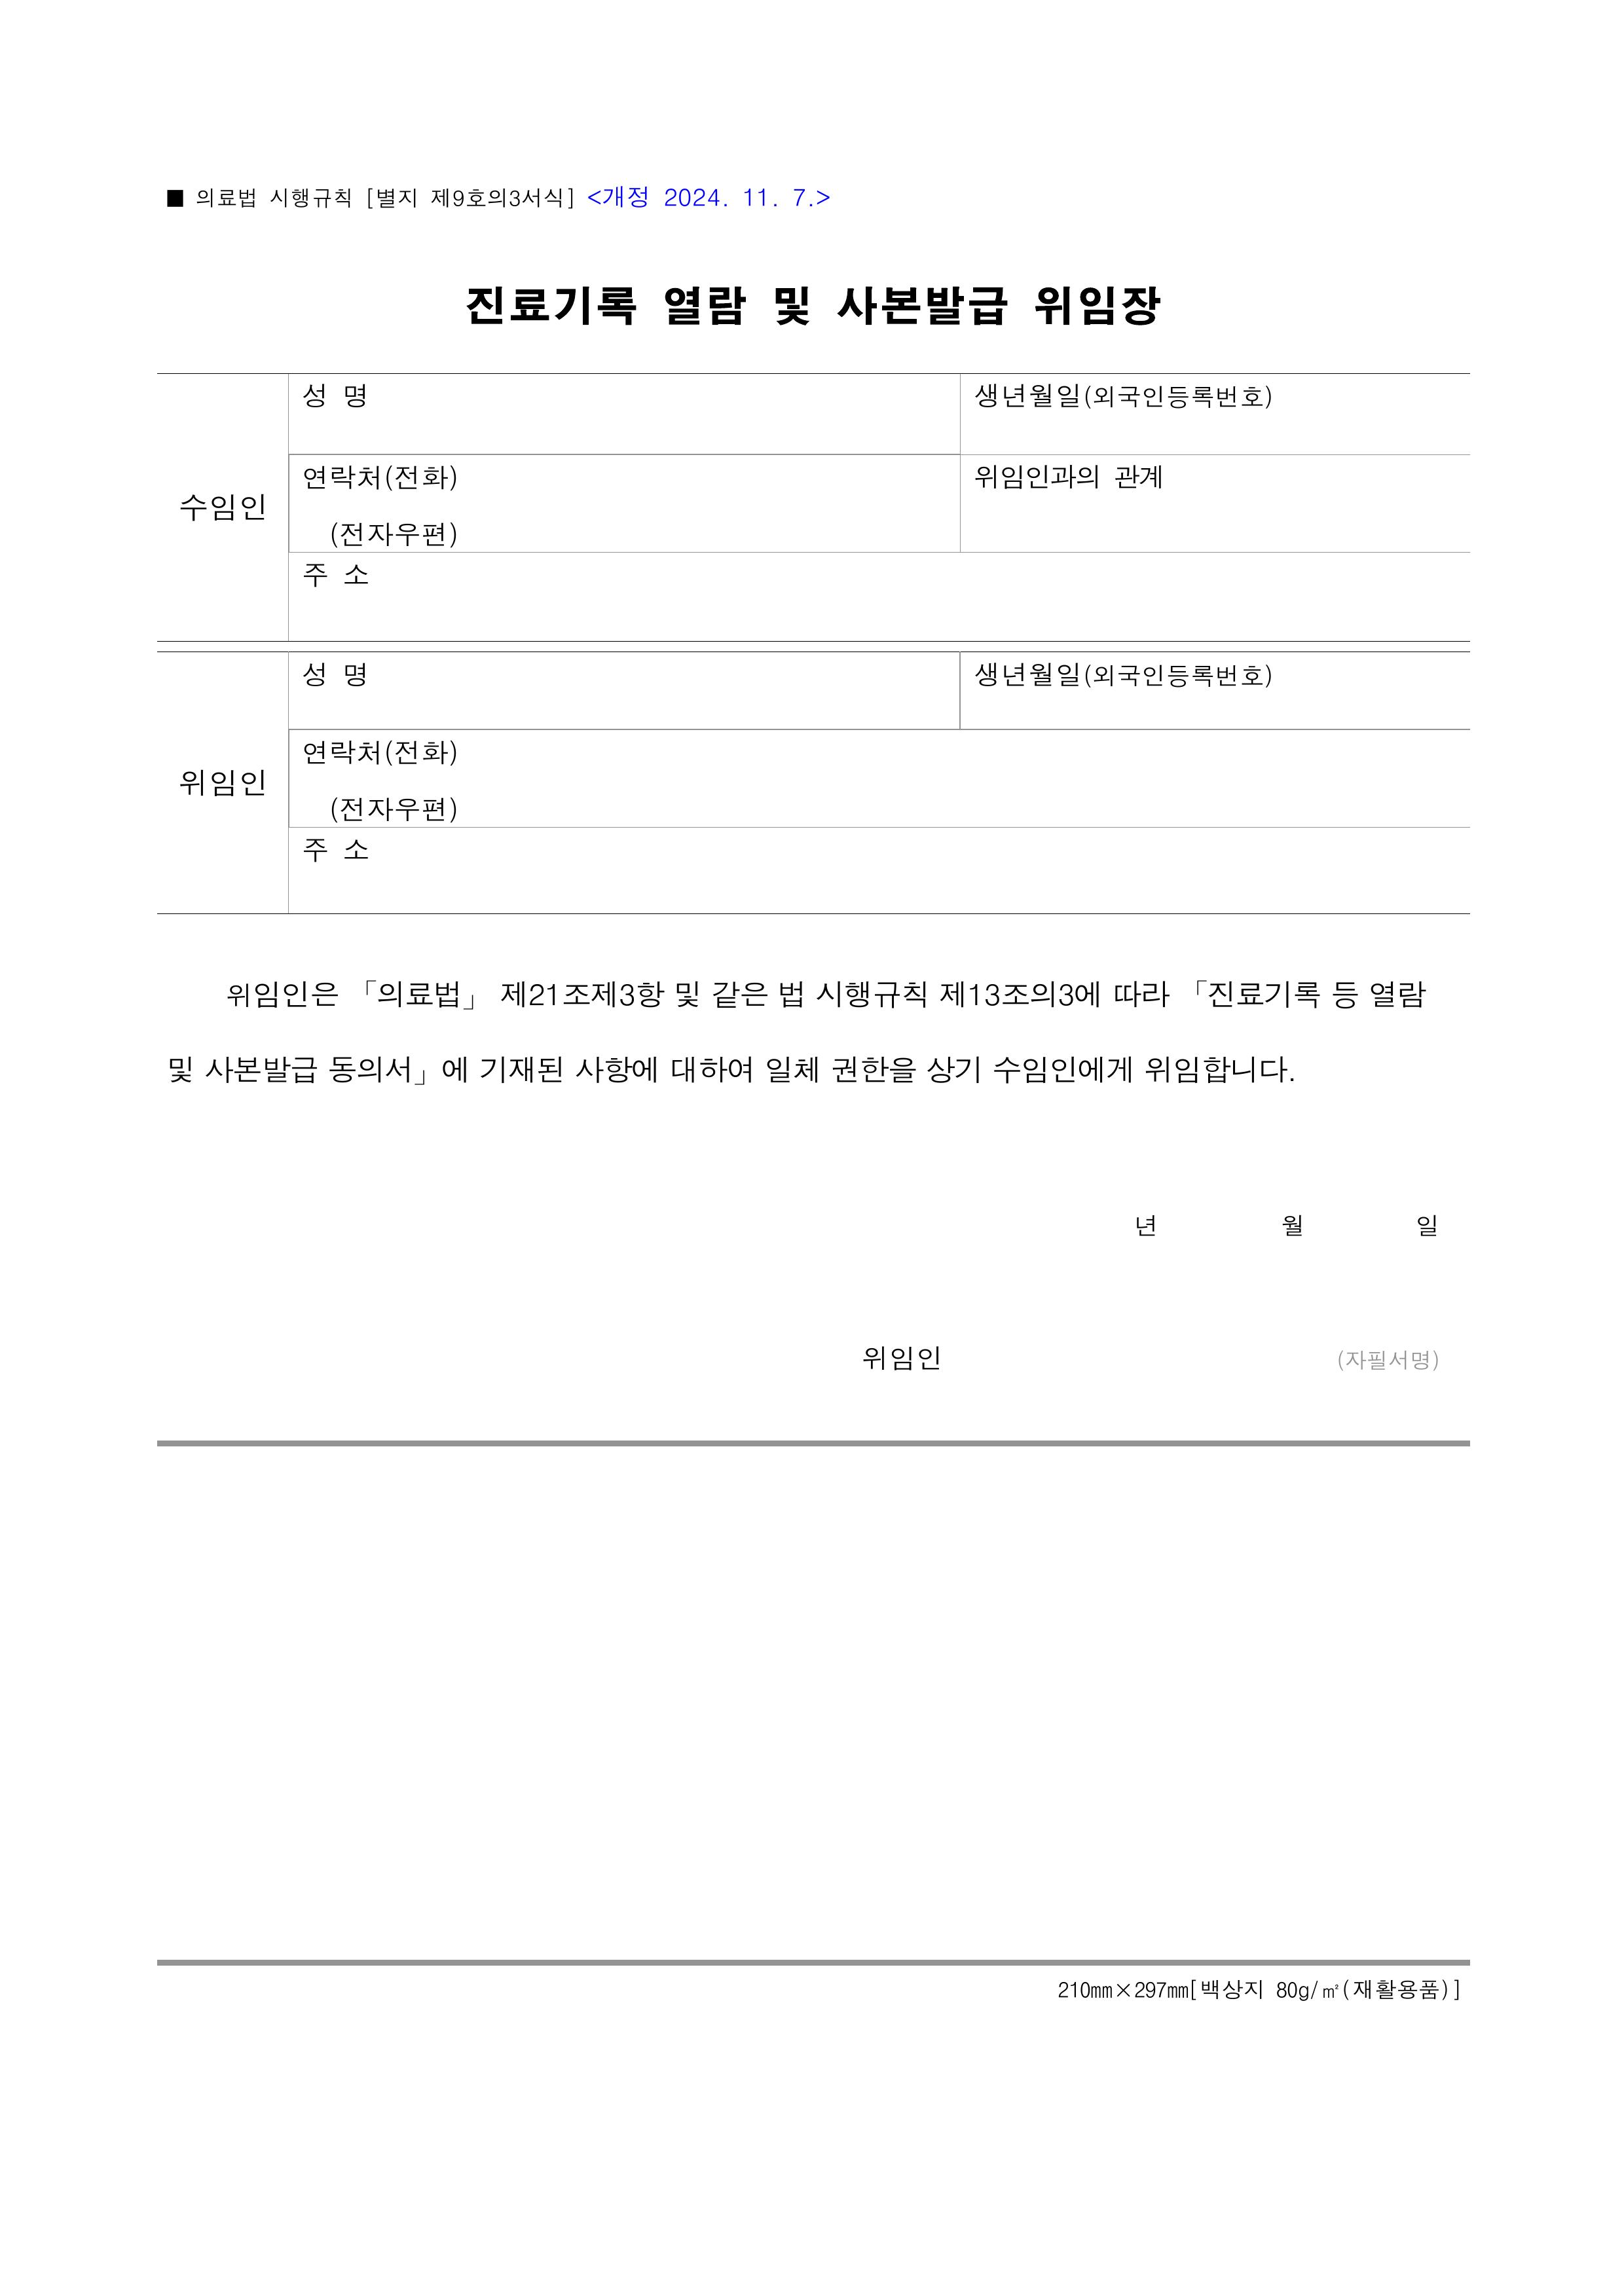 ■ 의료법 시행규칙 [별지 제9호의3서식] <개정 2024. 11. 7.>
진료기록 열람 및 사본발급 위임장
수임인
성 명
생년월일(외국인등록번호)
연락처(전화)
위임인과의 관계
(전자우편)
주 소
위임인
성 명
생년월일(외국인등록번호)
연락처(전화)
(전자우편)
주 소
위임인은 「의료법」 제21조제3항 및 같은 법 시행규칙 제13조의3에 따라 「진료기록 등 열람
및 사본발급 동의서」에 기재된 사항에 대하여 일체 권한을 상기 수임인에게 위임합니다.
년 월 일
위임인 (자필서명)
210㎜×297㎜[백상지 80g/㎡(재활용품)]